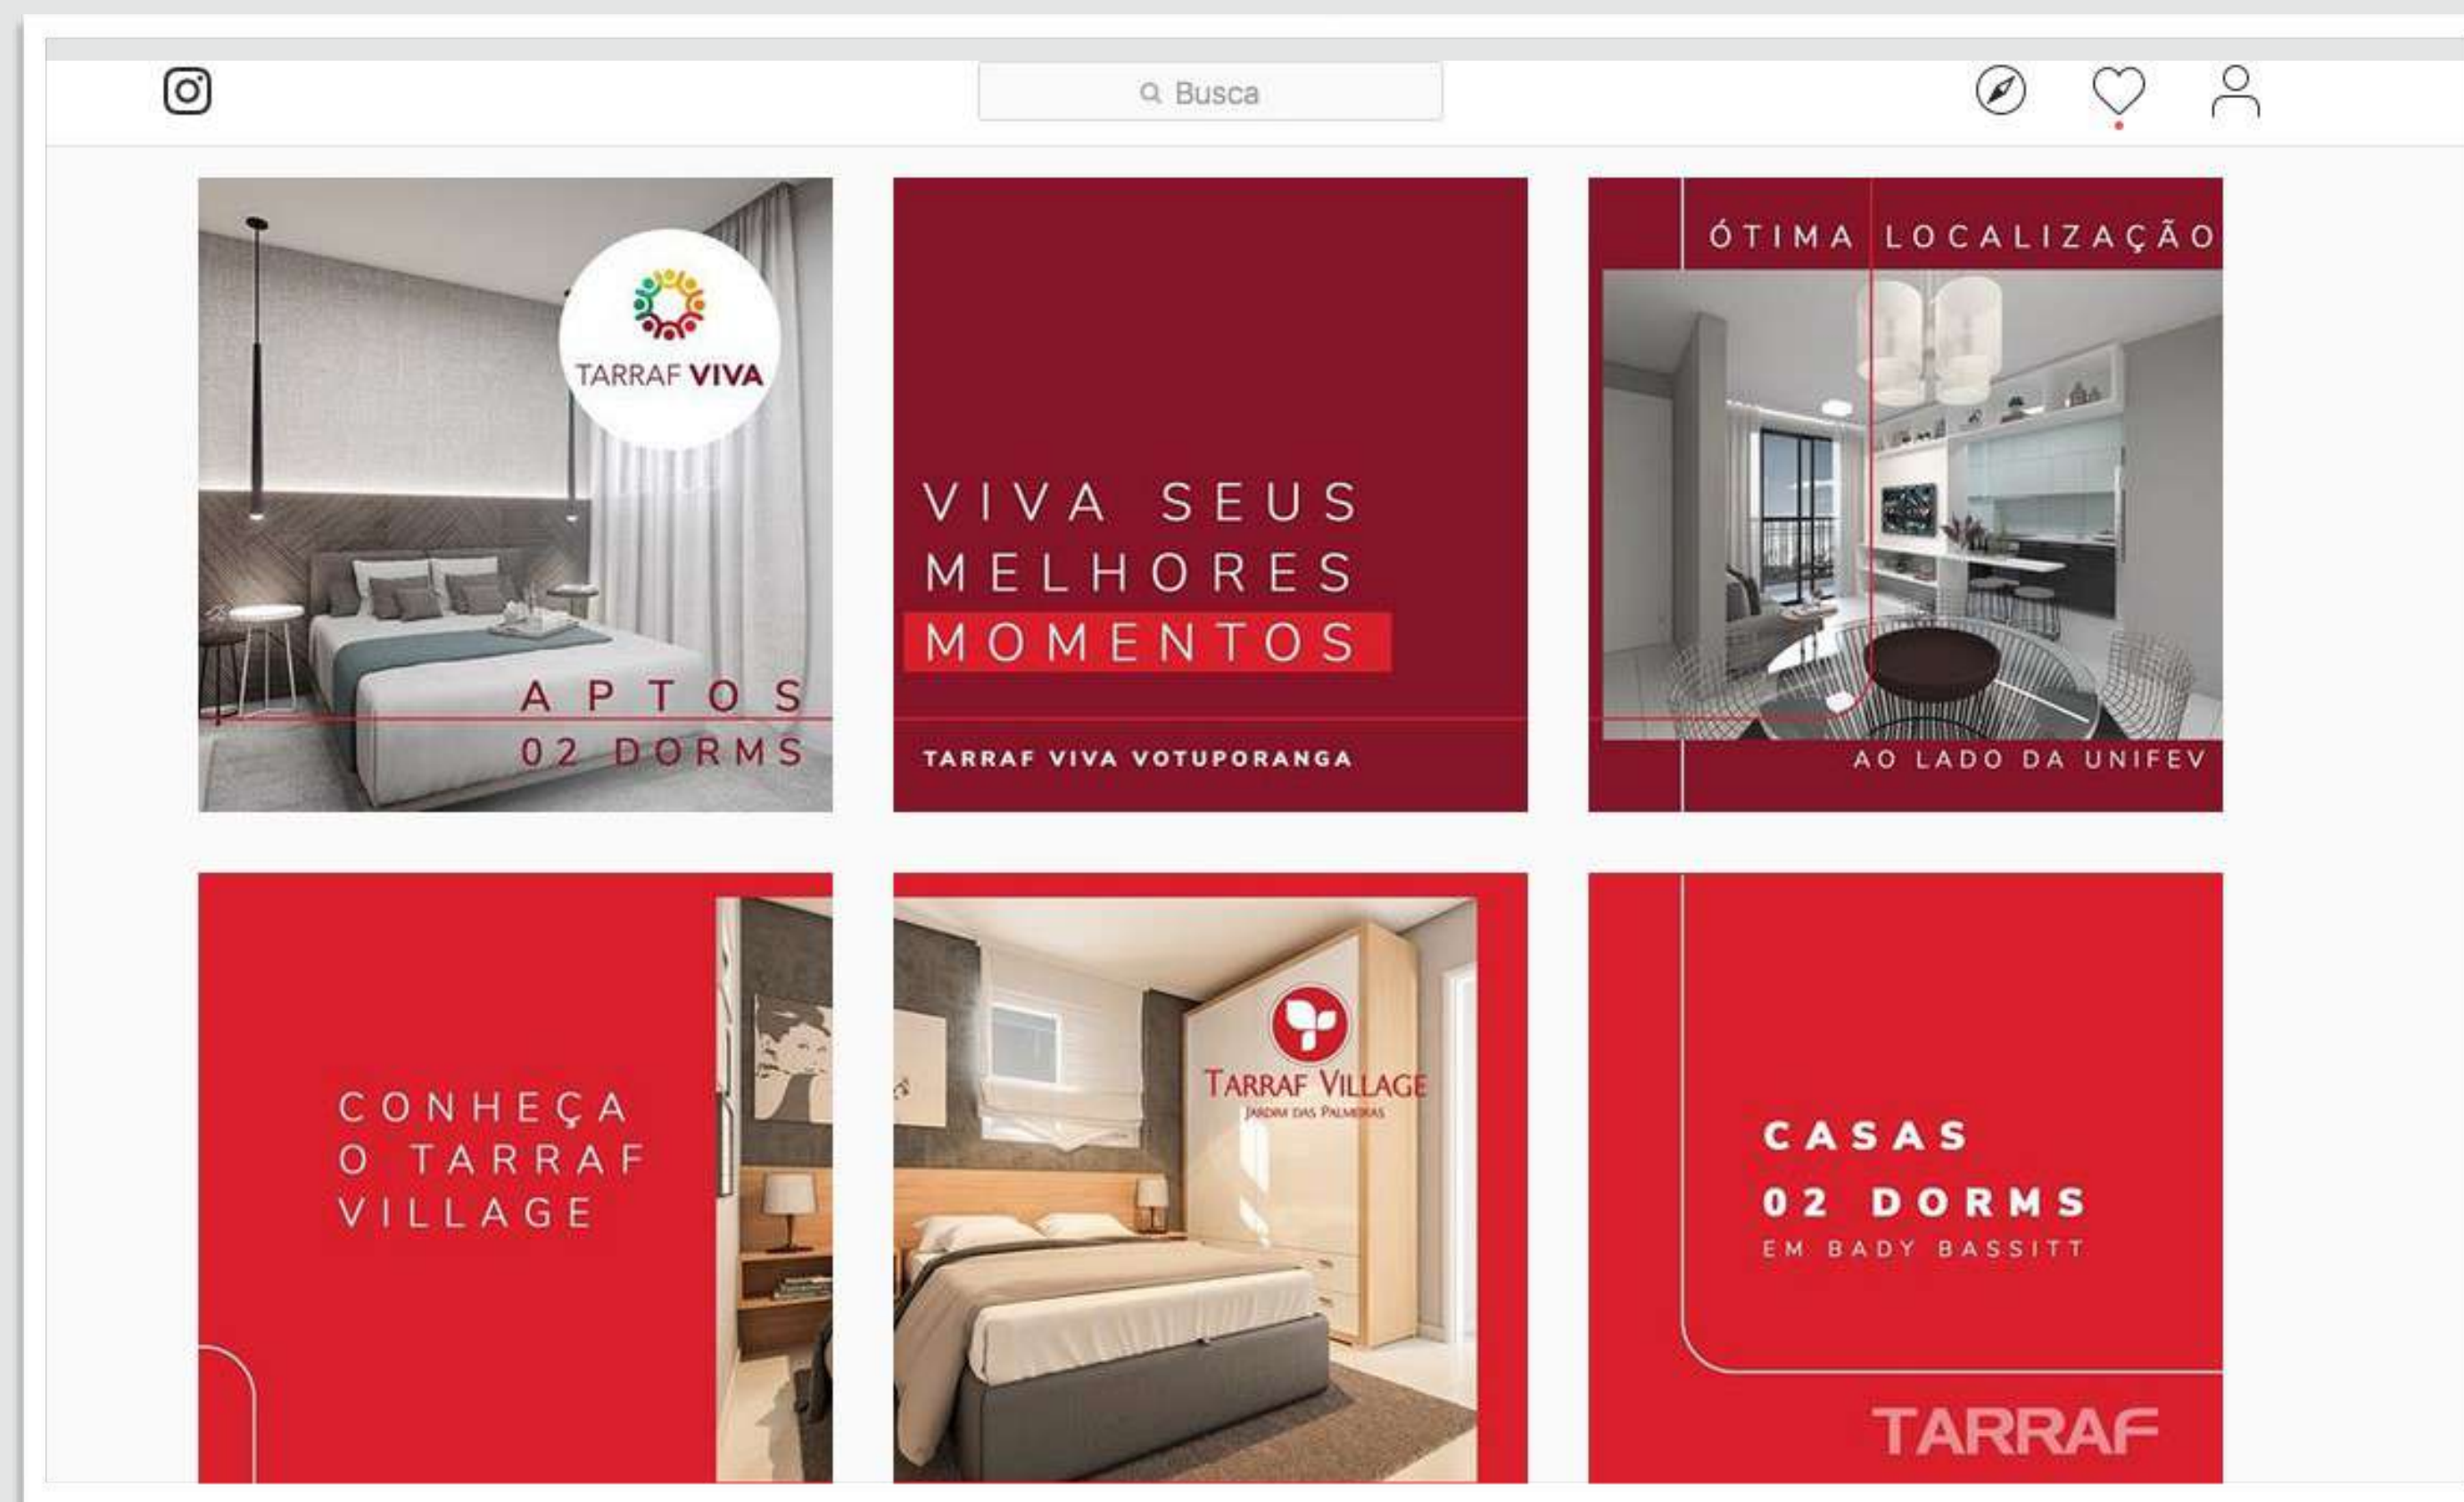 Busca
TARRAF VIVA
APTOS
02 DORMS
VIVA SEUS
MELHORES
MOMENTOS
TARRAF VIVA VOTUPORANGA
ÓTIMA LOCALIZAÇÃO
AO LADO DA UNIFEV
CONHEÇA
O TARRAF
VILLAGE
TARRAF VILLAGE
JARDIM DAS PALMEIRAS
CASAS
02 DORMS
EM BADY BASSITT
TARRAF